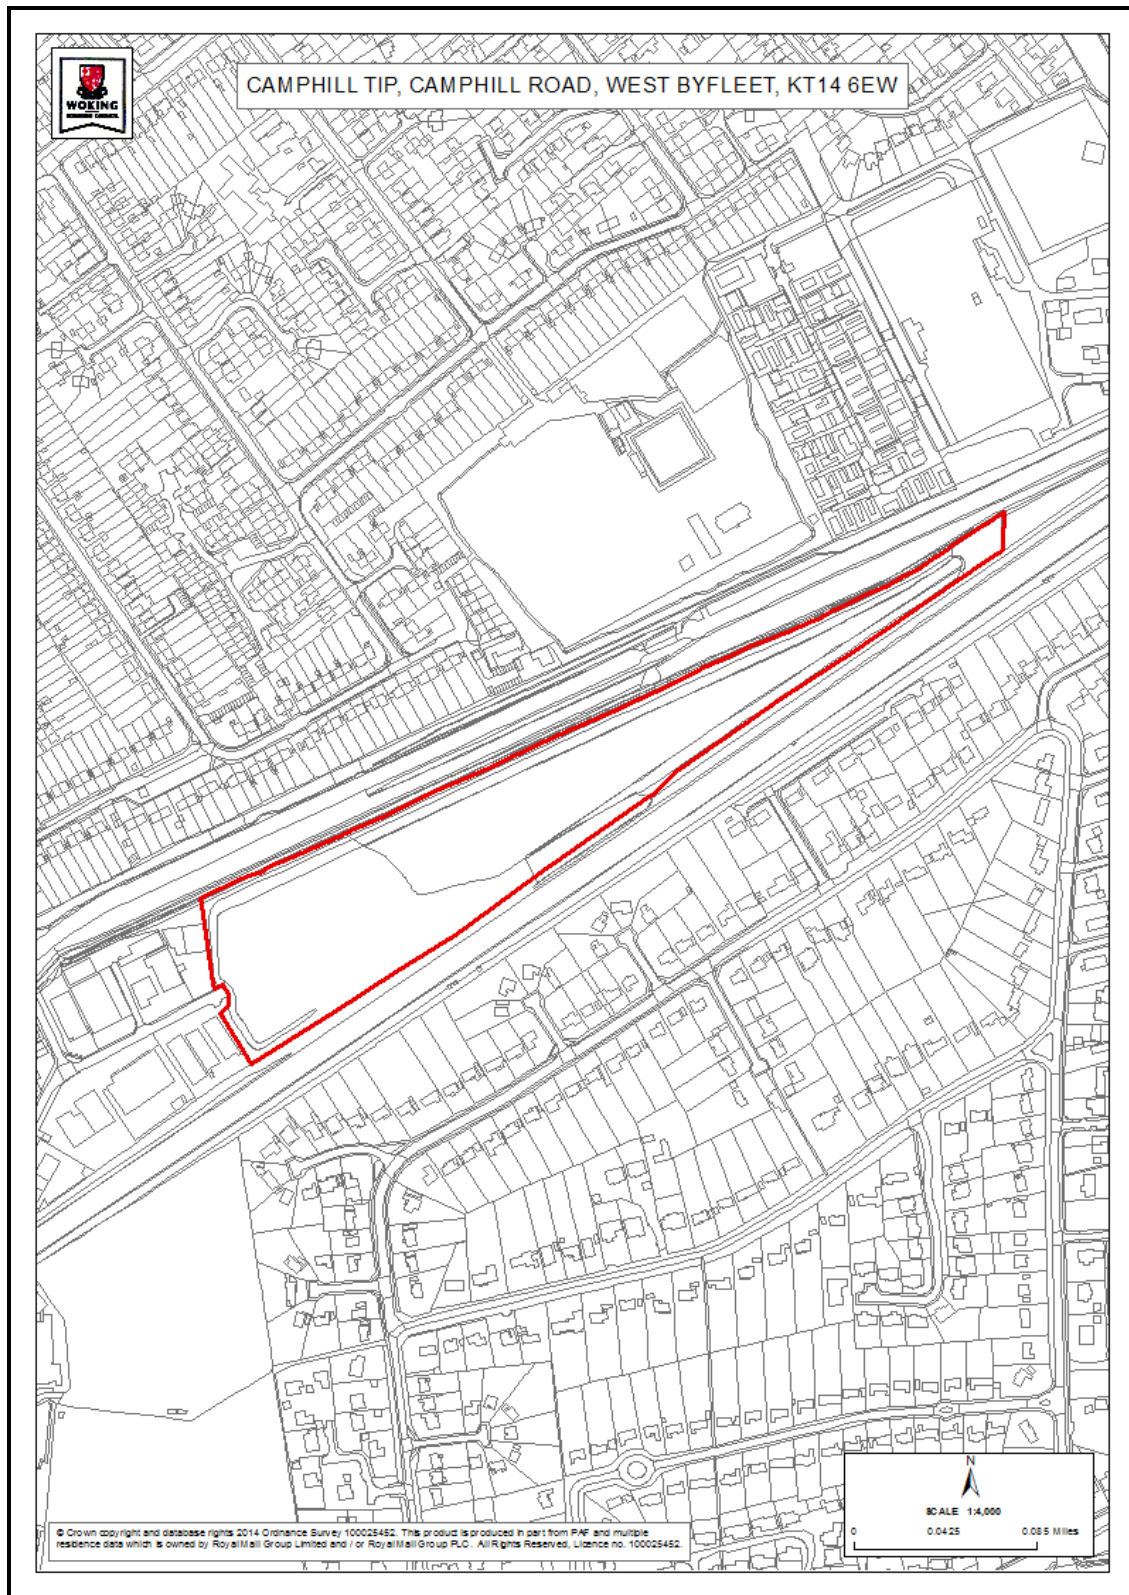 WOKING
BOROUGH COUNCIL
CAMPHILL TIP, CAMPHILL ROAD, WEST BYFLEET, KT14 6EW
N
SCALE 1:4,000
0 0.0425 0.085 Miles
© Crown copyright and database rights 2014 Ordnance Survey 100025452. This product is produced in part from PAF and multiple
residence data which is owned by Royal Mail Group Limited and / or Royal Mail Group PLC. All Rights Reserved, Licence no. 100025452.